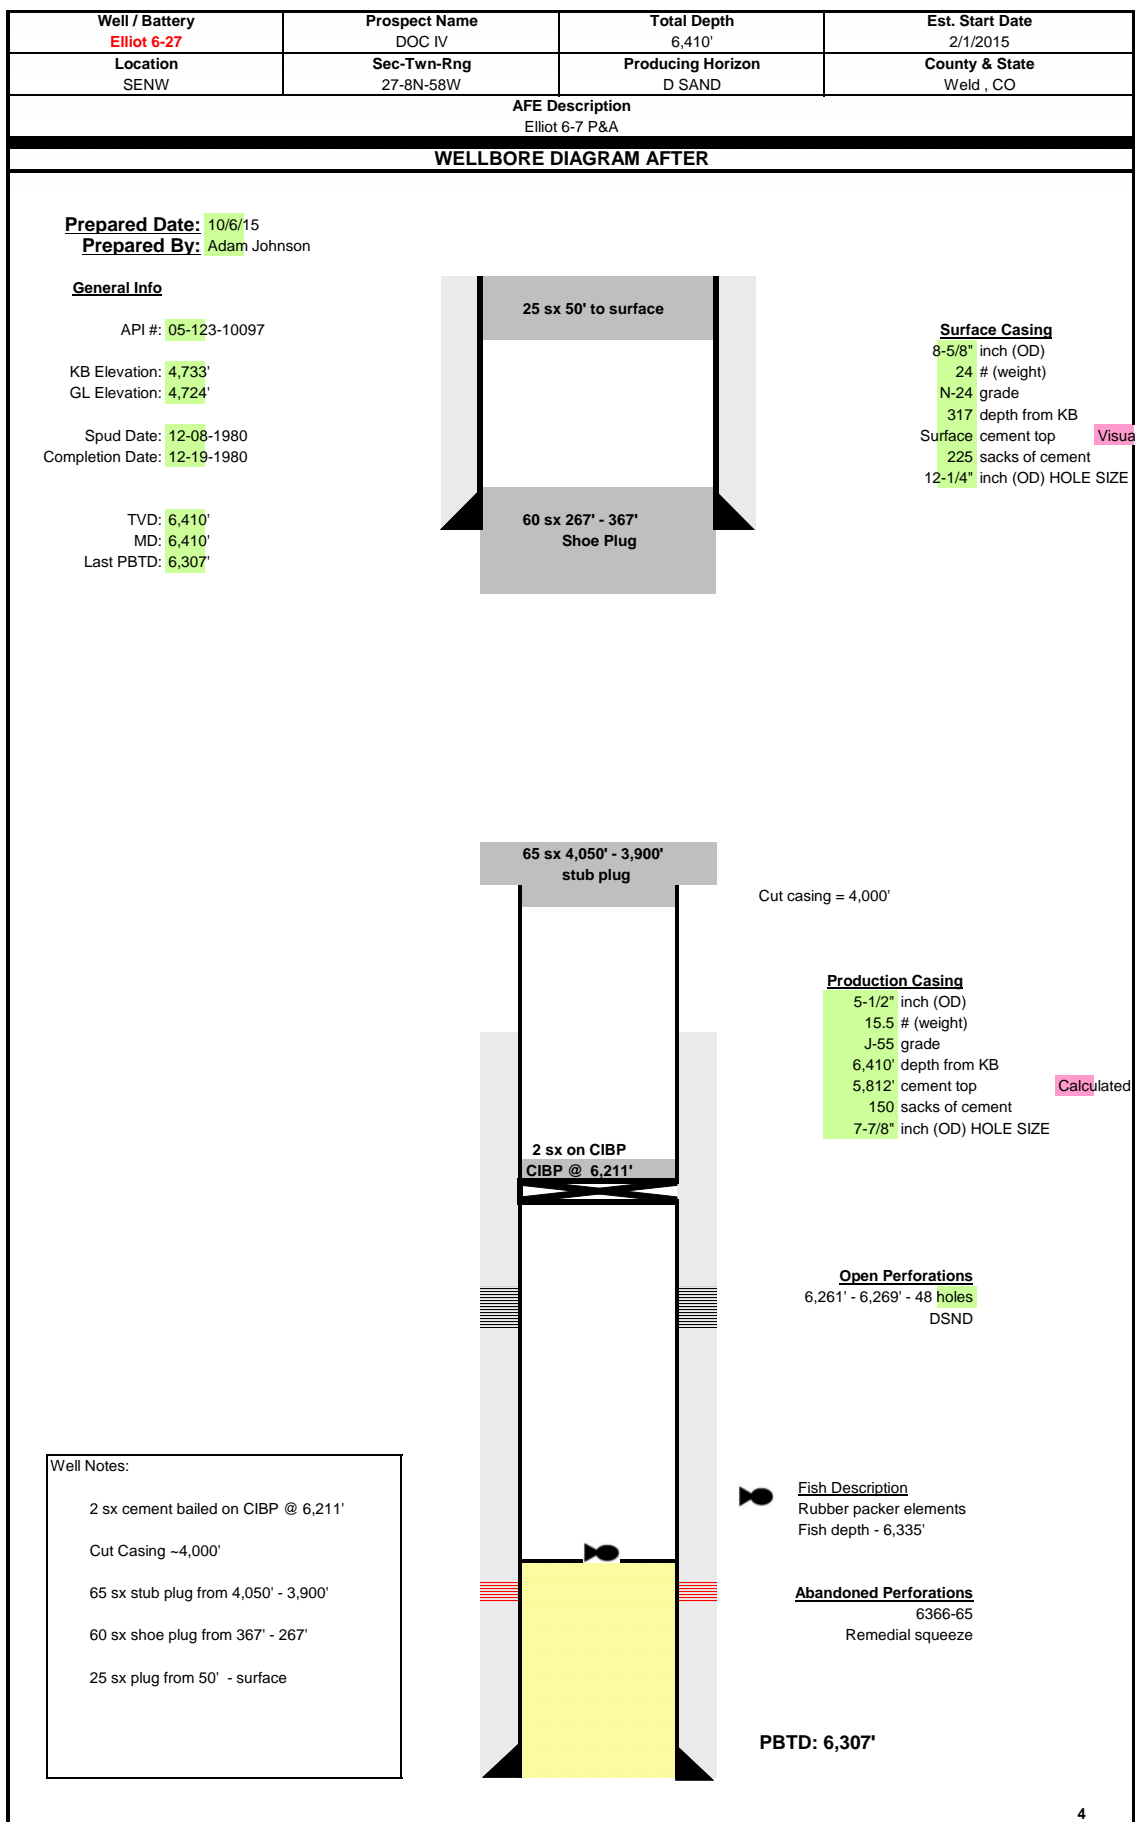 Well / Battery Prospect Name Total Depth Est. Start Date
Elliot 6-27 DOC IV 6,410' 2/1/2015
Location Sec-Twn-Rng Producing Horizon County & State
SENW 27-8N-58W D SAND Weld , CO
AFE Description
Elliot 6-7 P&A
WELLBORE DIAGRAM AFTER
Prepared Date: 10/6/15
Prepared By: Adam Johnson
General Info
API #: 05-123-10097
KB Elevation: 4,733'
GL Elevation: 4,724'
Spud Date: 12-08-1980
Completion Date: 12-19-1980
TVD: 6,410'
MD: 6,410'
Last PBTD: 6,307'
25 sx 50' to surface
60 sx 267' - 367'
Shoe Plug
Surface Casing
8-5/8" inch (OD)
24 # (weight)
N-24 grade
317 depth from KB
Surface cement top Visua
225 sacks of cement
12-1/4" inch (OD) HOLE SIZE
65 sx 4,050' - 3,900'
stub plug
Cut casing = 4,000'
Production Casing
5-1/2" inch (OD)
15.5 # (weight)
J-55 grade
6,410' depth from KB
5,812' cement top Calculated
150 sacks of cement
7-7/8" inch (OD) HOLE SIZE
2 sx on CIBP
CIBP @ 6,211'
Open Perforations
6,261' - 6,269' - 48 holes
DSND
Well Notes:
2 sx cement bailed on CIBP @ 6,211'
Cut Casing ~4,000'
65 sx stub plug from 4,050' - 3,900'
60 sx shoe plug from 367' - 267'
25 sx plug from 50' - surface
Fish Description
Rubber packer elements
Fish depth - 6,335'
Abandoned Perforations
6366-65
Remedial squeeze
PBTD: 6,307'
4